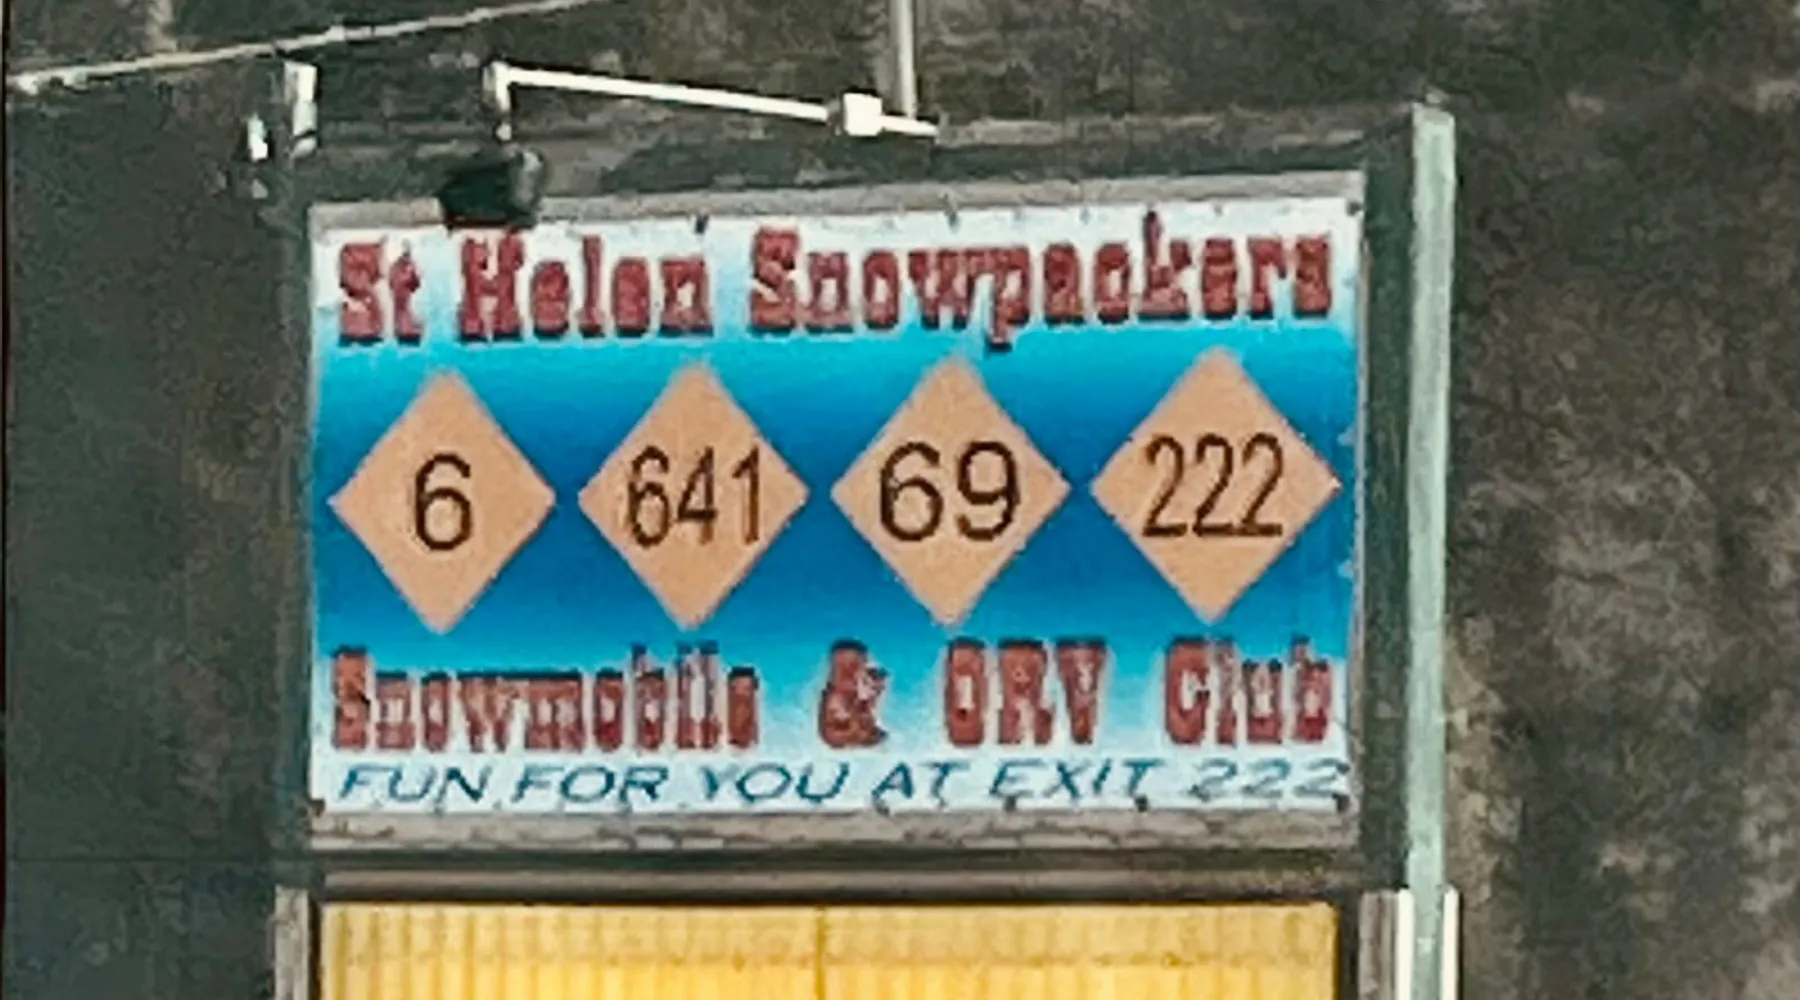 St Helen Snowpackers
6 641 69 222
Snowmobile & ORV Club
FUN FOR YOU AT EXIT 222